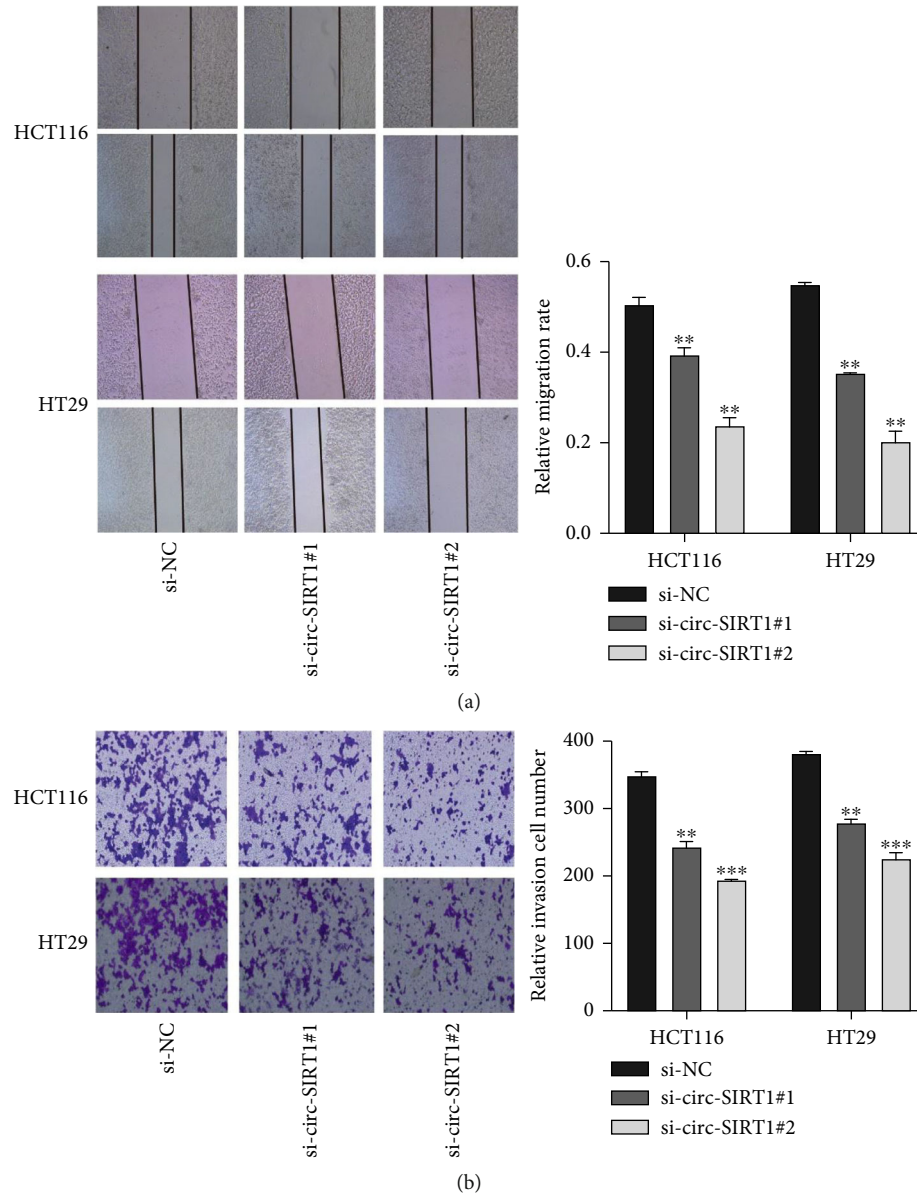 HCT116
HT29
si-NC
si-circ-SIRT1#1
si-circ-SIRT1#2
Relative migration rate
0.6
0.4
0.2
0.0
**
**
**
**
HCT116
HT29
si-NC
si-circ-SIRT1#1
si-circ-SIRT1#2
(a)
HCT116
HT29
si-NC
si-circ-SIRT1#1
si-circ-SIRT1#2
Relative invasion cell number
400
300
200
100
0
**
***
**
***
HCT116
HT29
si-NC
si-circ-SIRT1#1
si-circ-SIRT1#2
(b)